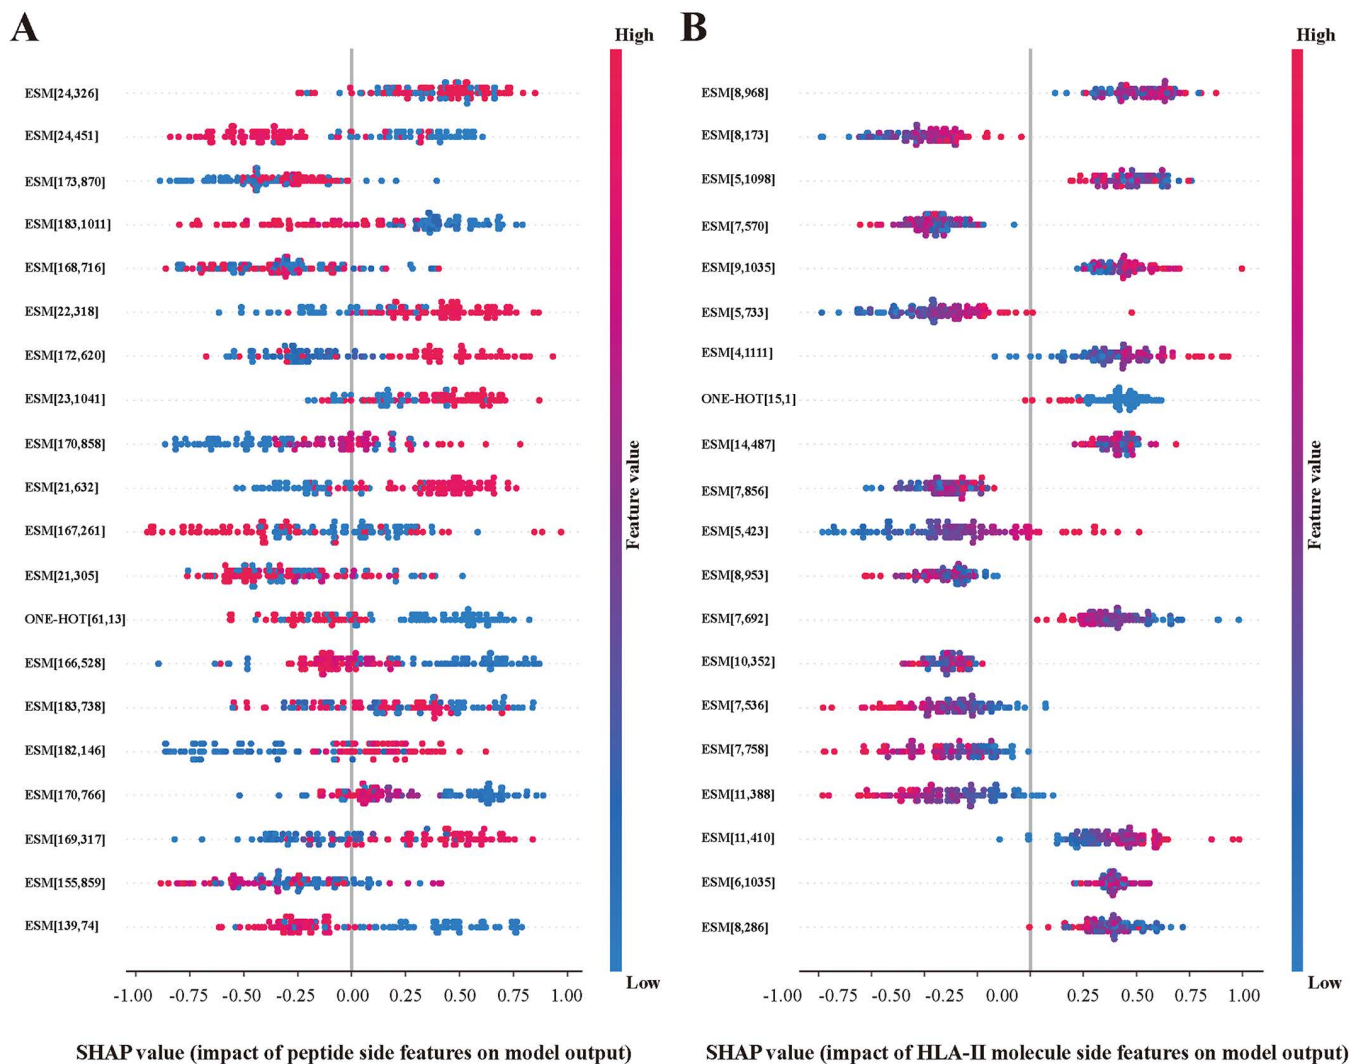 A
High
ESM[24,326]
ESM[24,451]
ESM[173,870]
ESM[183,1011]
ESM[168,716]
ESM[22,318]
ESM[172,620]
ESM[23,1041]
ESM[170,858]
ESM[21,632]
ESM[167,261]
ESM[21,305]
ONE-HOT[61,13]
ESM[166,528]
ESM[183,738]
ESM[182,146]
ESM[170,766]
ESM[169,317]
ESM[155,859]
ESM[139,74]
Feature value
Low
-1.00 -0.75 -0.50 -0.25 0.00 0.25 0.50 0.75 1.00
SHAP value (impact of peptide side features on model output)
B
High
ESM[8,968]
ESM[8,173]
ESM[5,1098]
ESM[7,570]
ESM[9,1035]
ESM[5,733]
ESM[4,1111]
ONE-HOT[15,1]
ESM[14,487]
ESM[7,856]
ESM[5,423]
ESM[8,953]
ESM[7,692]
ESM[10,352]
ESM[7,536]
ESM[7,758]
ESM[11,388]
ESM[11,410]
ESM[6,1035]
ESM[8,286]
Feature value
Low
-1.00 -0.75 -0.50 -0.25 0.00 0.25 0.50 0.75 1.00
SHAP value (impact of HLA-II molecule side features on model output)